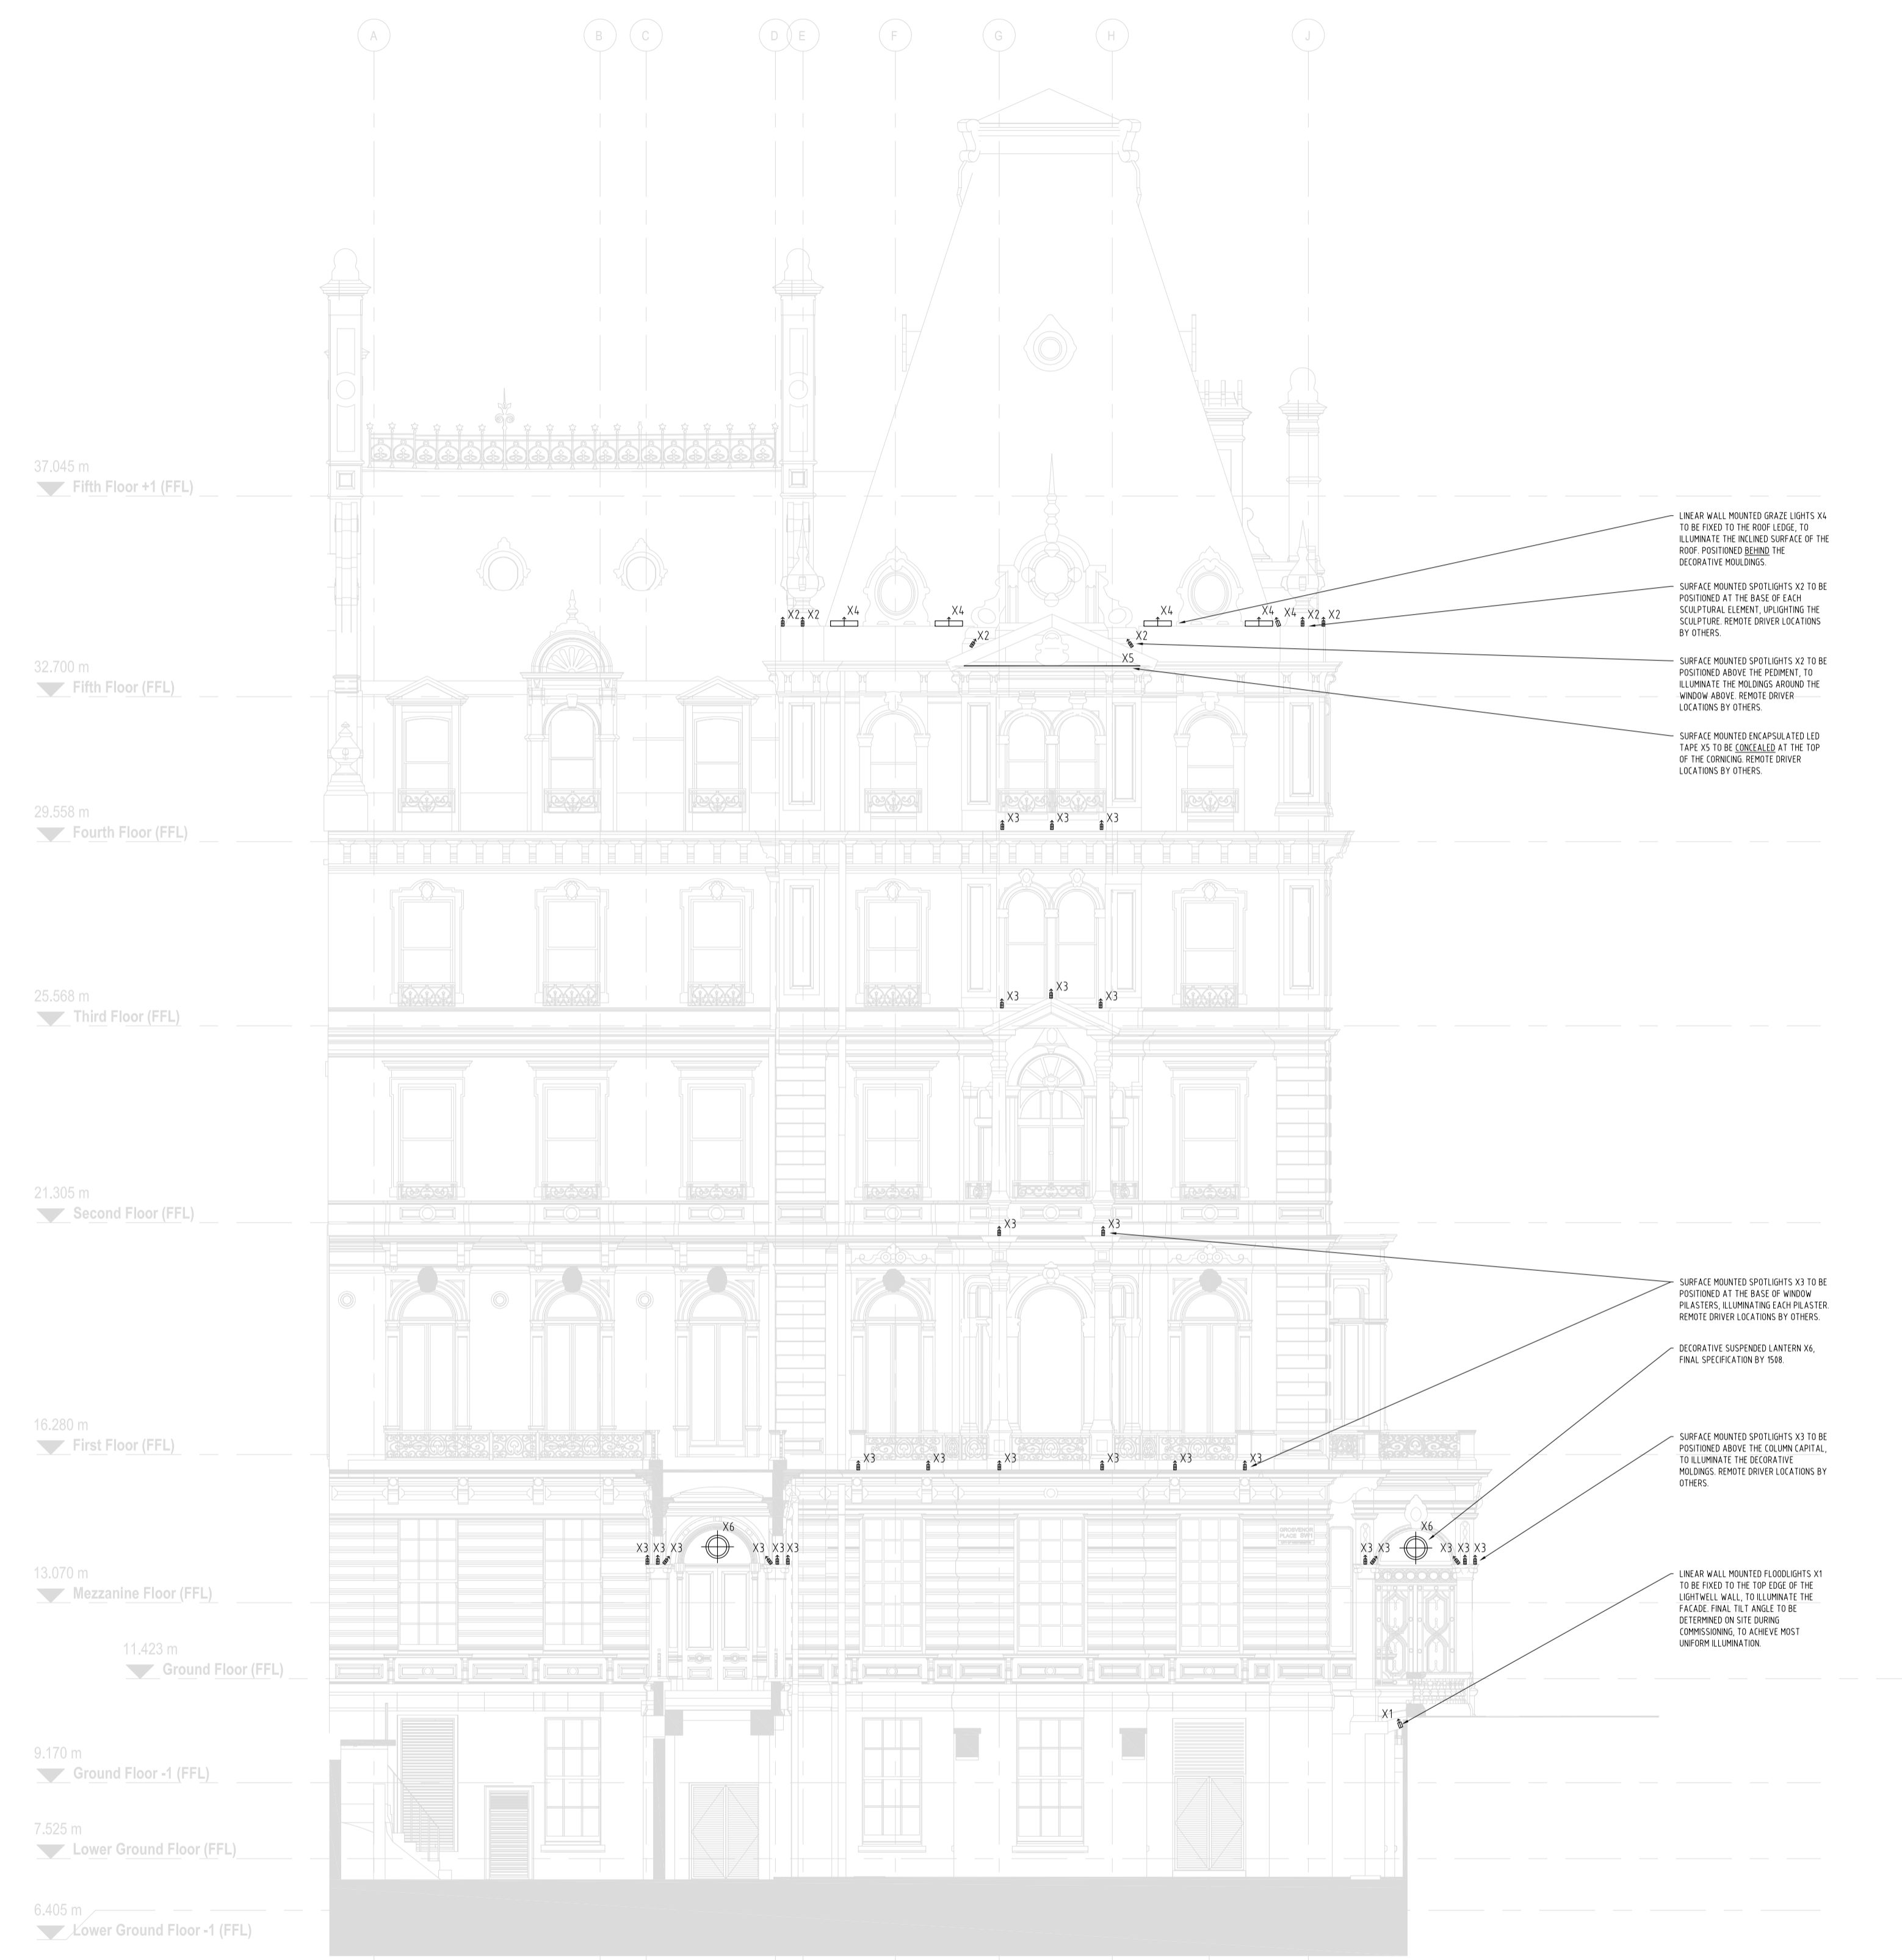 A B C D E F G H J
37.045 m
Fifth Floor +1 (FFL)
LINEAR WALL MOUNTED GRAZE LIGHTS X4
TO BE FIXED TO THE ROOF LEDGE, TO
ILLUMINATE THE INCLINED SURFACE OF THE
ROOF. POSITIONED BEHIND THE
DECORATIVE MOULDINGS.
SURFACE MOUNTED SPOTLIGHTS X2 TO BE
POSITIONED AT THE BASE OF EACH
SCULPTURAL ELEMENT, UPLIGHTING THE
SCULPTURE. REMOTE DRIVER LOCATIONS
BY OTHERS.
X2 X2 X4 X4 X4 X4 X4 X2 X2
X2 X2
X5
SURFACE MOUNTED SPOTLIGHTS X2 TO BE
POSITIONED ABOVE THE PEDIMENT, TO
ILLUMINATE THE MOLDINGS AROUND THE
WINDOW ABOVE. REMOTE DRIVER
LOCATIONS BY OTHERS.
32.700 m
Fifth Floor (FFL)
SURFACE MOUNTED ENCAPSULATED LED
TAPE X5 TO BE CONCEALED AT THE TOP
OF THE CORNICING. REMOTE DRIVER
LOCATIONS BY OTHERS.
29.558 m
Fourth Floor (FFL)
X3 X3 X3
25.568 m
Third Floor (FFL)
X3 X3 X3
21.305 m
Second Floor (FFL)
X3 X3
SURFACE MOUNTED SPOTLIGHTS X3 TO BE
POSITIONED AT THE BASE OF WINDOW
PILASTERS, ILLUMINATING EACH PILASTER.
REMOTE DRIVER LOCATIONS BY OTHERS.
DECORATIVE SUSPENDED LANTERN X6,
FINAL SPECIFICATION BY 1508.
16.280 m
First Floor (FFL)
X3 X3 X3 X3 X3 X3
SURFACE MOUNTED SPOTLIGHTS X3 TO BE
POSITIONED ABOVE THE COLUMN CAPITAL,
TO ILLUMINATE THE DECORATIVE
MOLDINGS. REMOTE DRIVER LOCATIONS BY
OTHERS.
X6 X6
GROSVENOR
PLACE SW1
X3 X3 X3 X3 X3 X3 X3 X3 X3 X3
13.070 m
Mezzanine Floor (FFL)
LINEAR WALL MOUNTED FLOODLIGHTS X1
TO BE FIXED TO THE TOP EDGE OF THE
LIGHTWELL WALL, TO ILLUMINATE THE
FACADE. FINAL TILT ANGLE TO BE
DETERMINED ON SITE DURING
COMMISSIONING, TO ACHIEVE MOST
UNIFORM ILLUMINATION.
11.423 m
Ground Floor (FFL)
X1
9.170 m
Ground Floor -1 (FFL)
7.525 m
Lower Ground Floor (FFL)
6.405 m
Lower Ground Floor -1 (FFL)